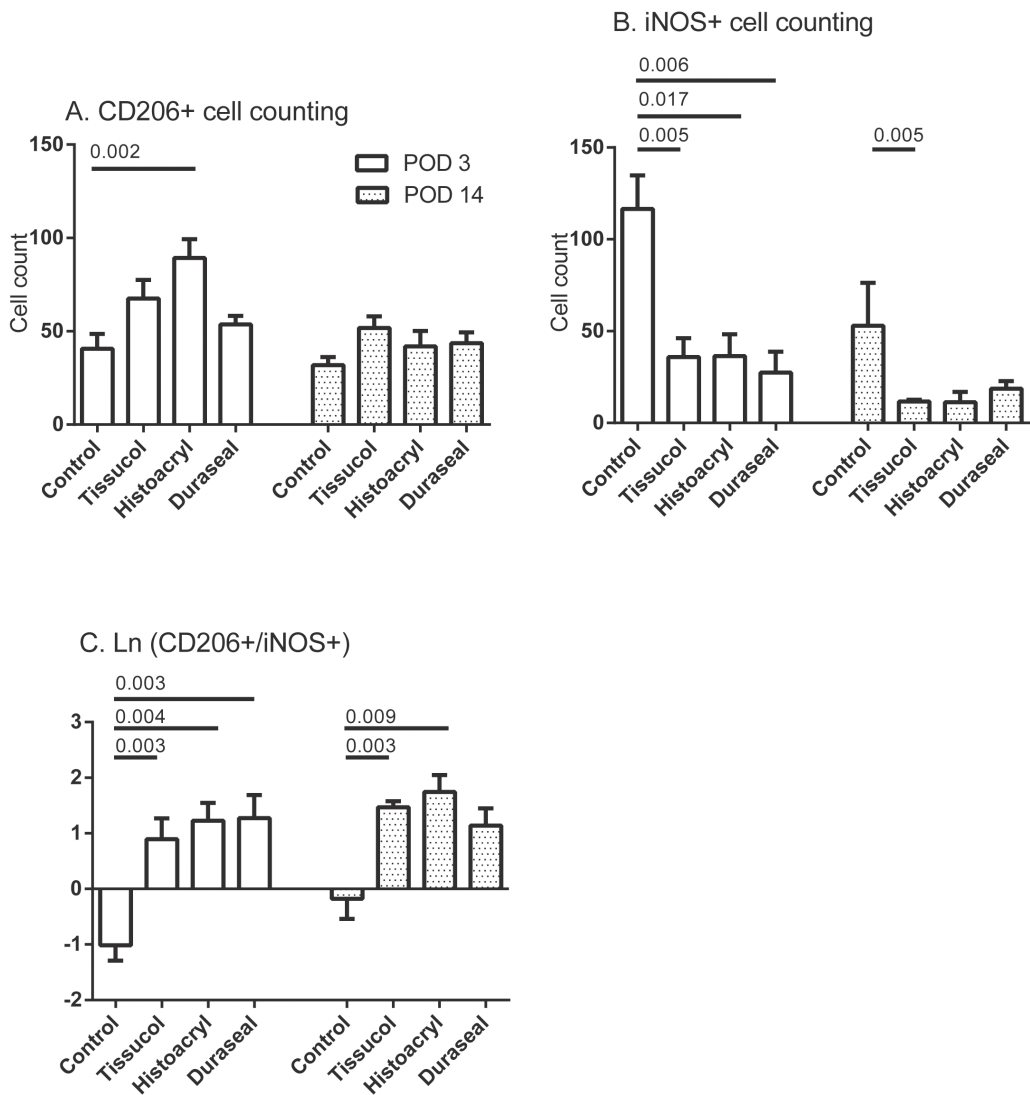 A. CD206+ cell counting
0.002
POD 3
POD 14
Cell count
150
100
50
0
Control
Tissucol
Histoacryl
Duraseal
Control
Tissucol
Histoacryl
Duraseal
B. iNOS+ cell counting
0.006
0.017
0.005
0.005
Cell count
150
100
50
0
Control
Tissucol
Histoacryl
Duraseal
Control
Tissucol
Histoacryl
Duraseal
C. Ln (CD206+/iNOS+)
0.003
0.004
0.003
0.009
0.003
3
2
1
0
-1
-2
Control
Tissucol
Histoacryl
Duraseal
Control
Tissucol
Histoacryl
Duraseal